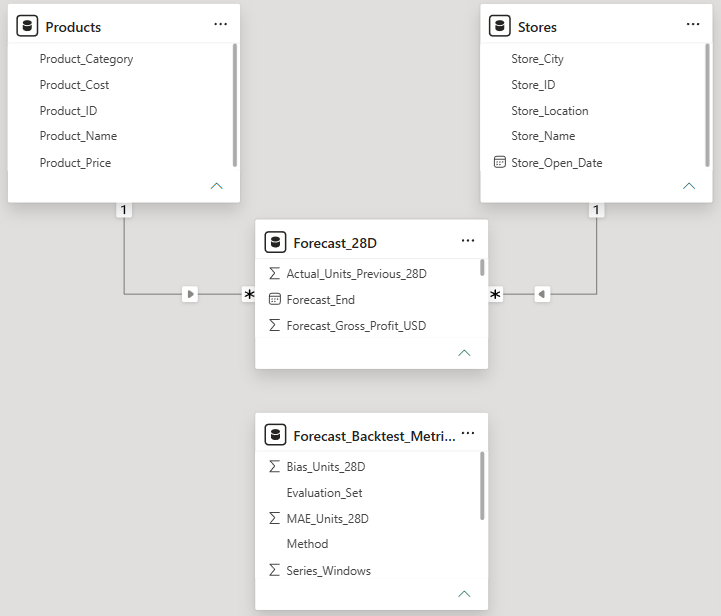 Products
...
Product_Category
Product_Cost
Product_ID
Product_Name
Product_Price
Stores
...
Store_City
Store_ID
Store_Location
Store_Name
Store_Open_Date
1
1
Forecast_28D
...
Σ Actual_Units_Previous_28D
Forecast_End
Σ Forecast_Gross_Profit_USD
*
*
Forecast_Backtest_Metri...
...
Σ Bias_Units_28D
Evaluation_Set
Σ MAE_Units_28D
Method
Σ Series_Windows